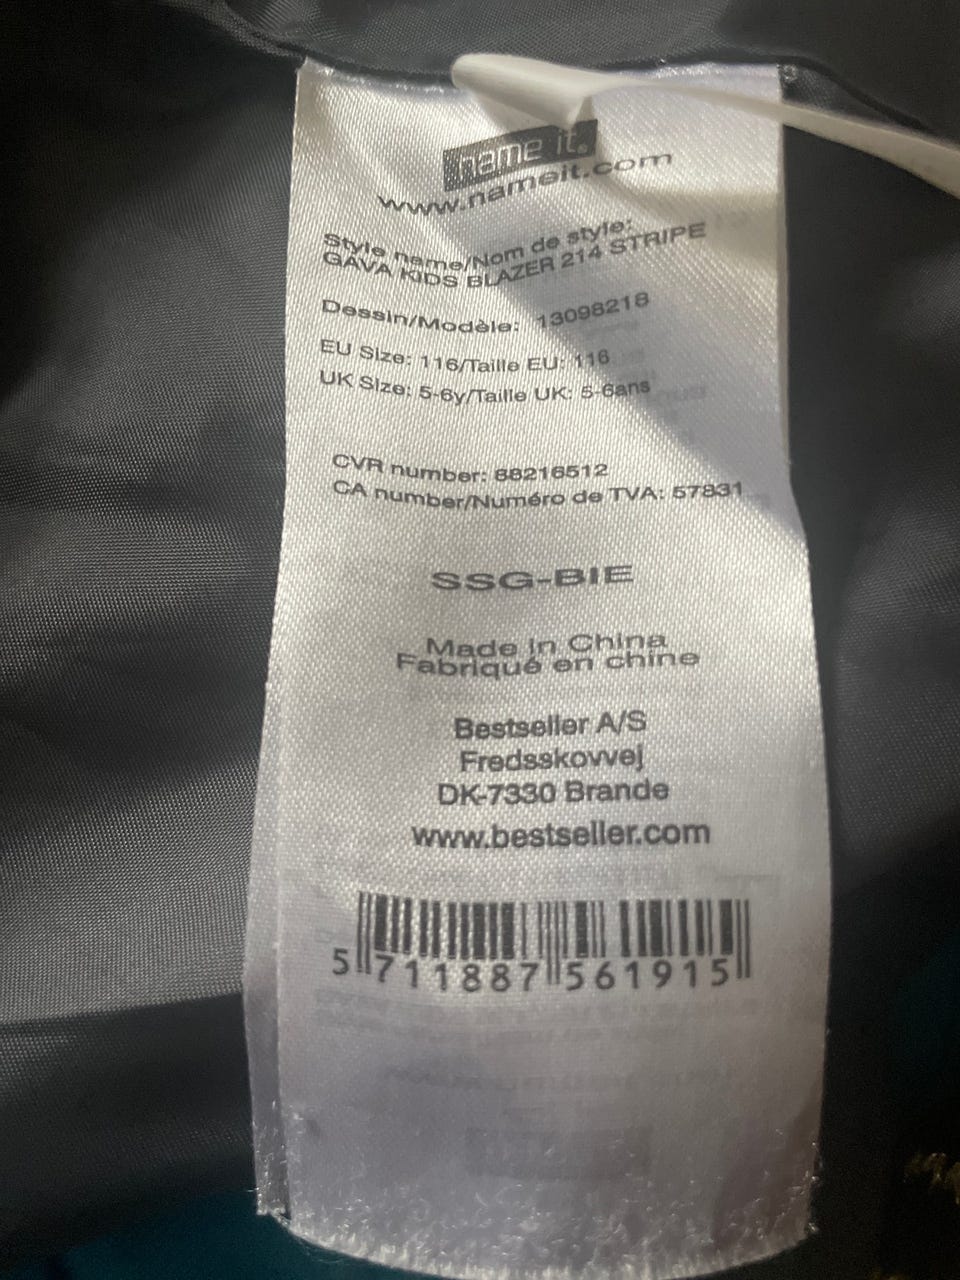 name it.
www.nameit.com
Style name/Nom de style:
GAVA KIDS BLAZER 214 STRIPE
Dessin/Modèle: 13098218
EU Size: 116/Taille EU: 116
UK Size: 5-6y/Taille UK: 5-6ans
CVR number: 88216512
CA number/Numéro de TVA: 57831
SSG-BIE
Made in China
Fabriqué en chine
Bestseller A/S
Fredsskovvej
DK-7330 Brande
www.bestseller.com
5 711887 561915